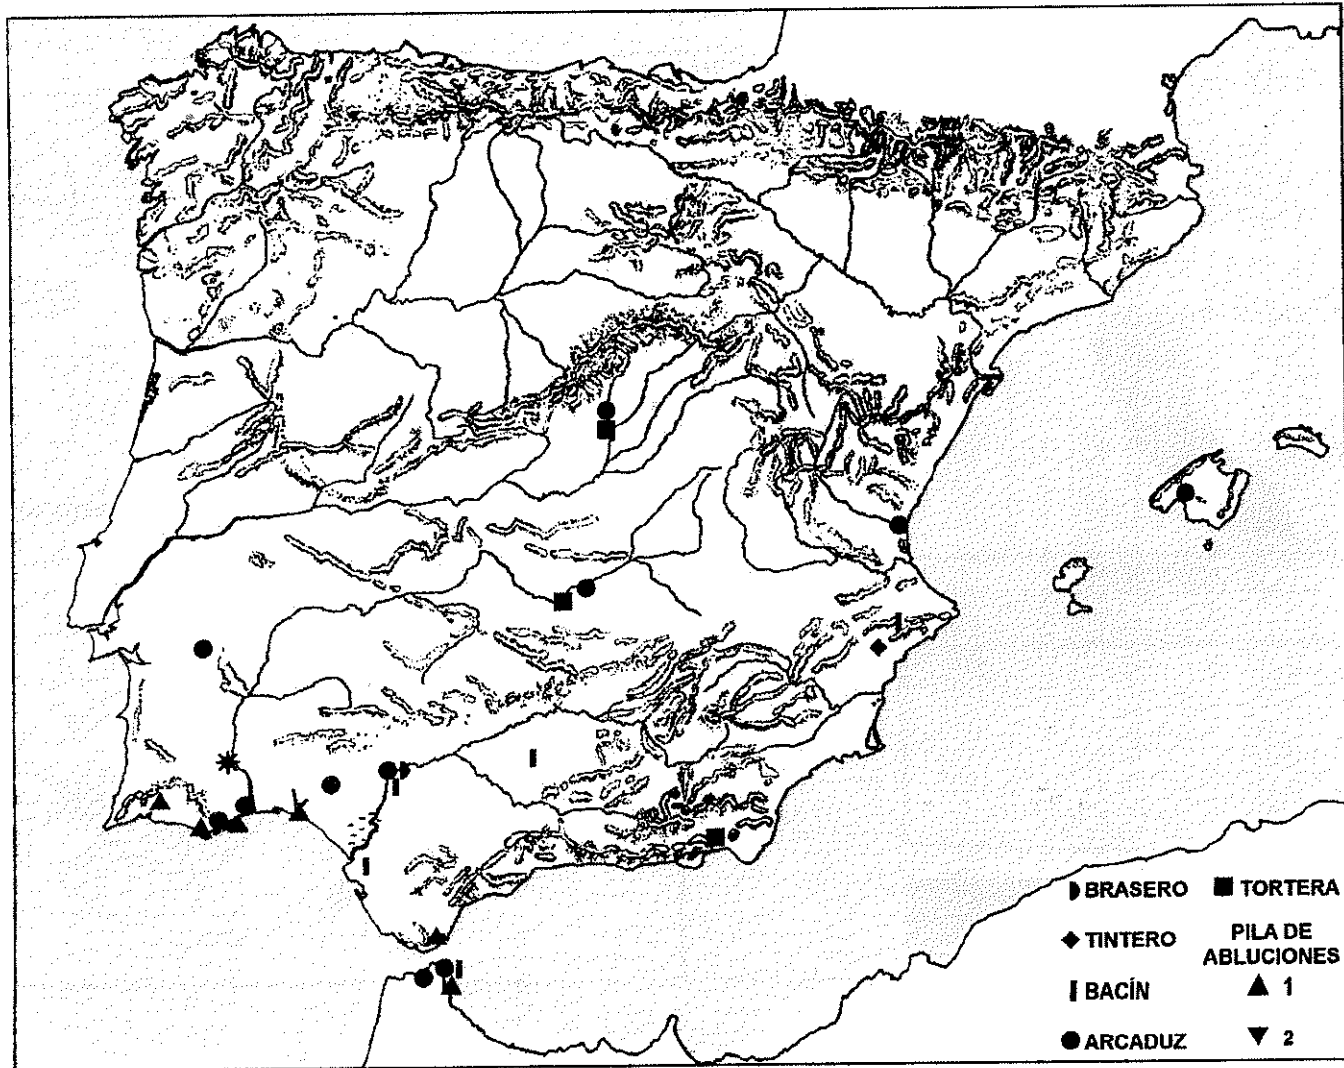 BRASERO
TORTERA
TINTERO
PILA DE
ABLUCIONES
BACÍN
1
ARCADUZ
2